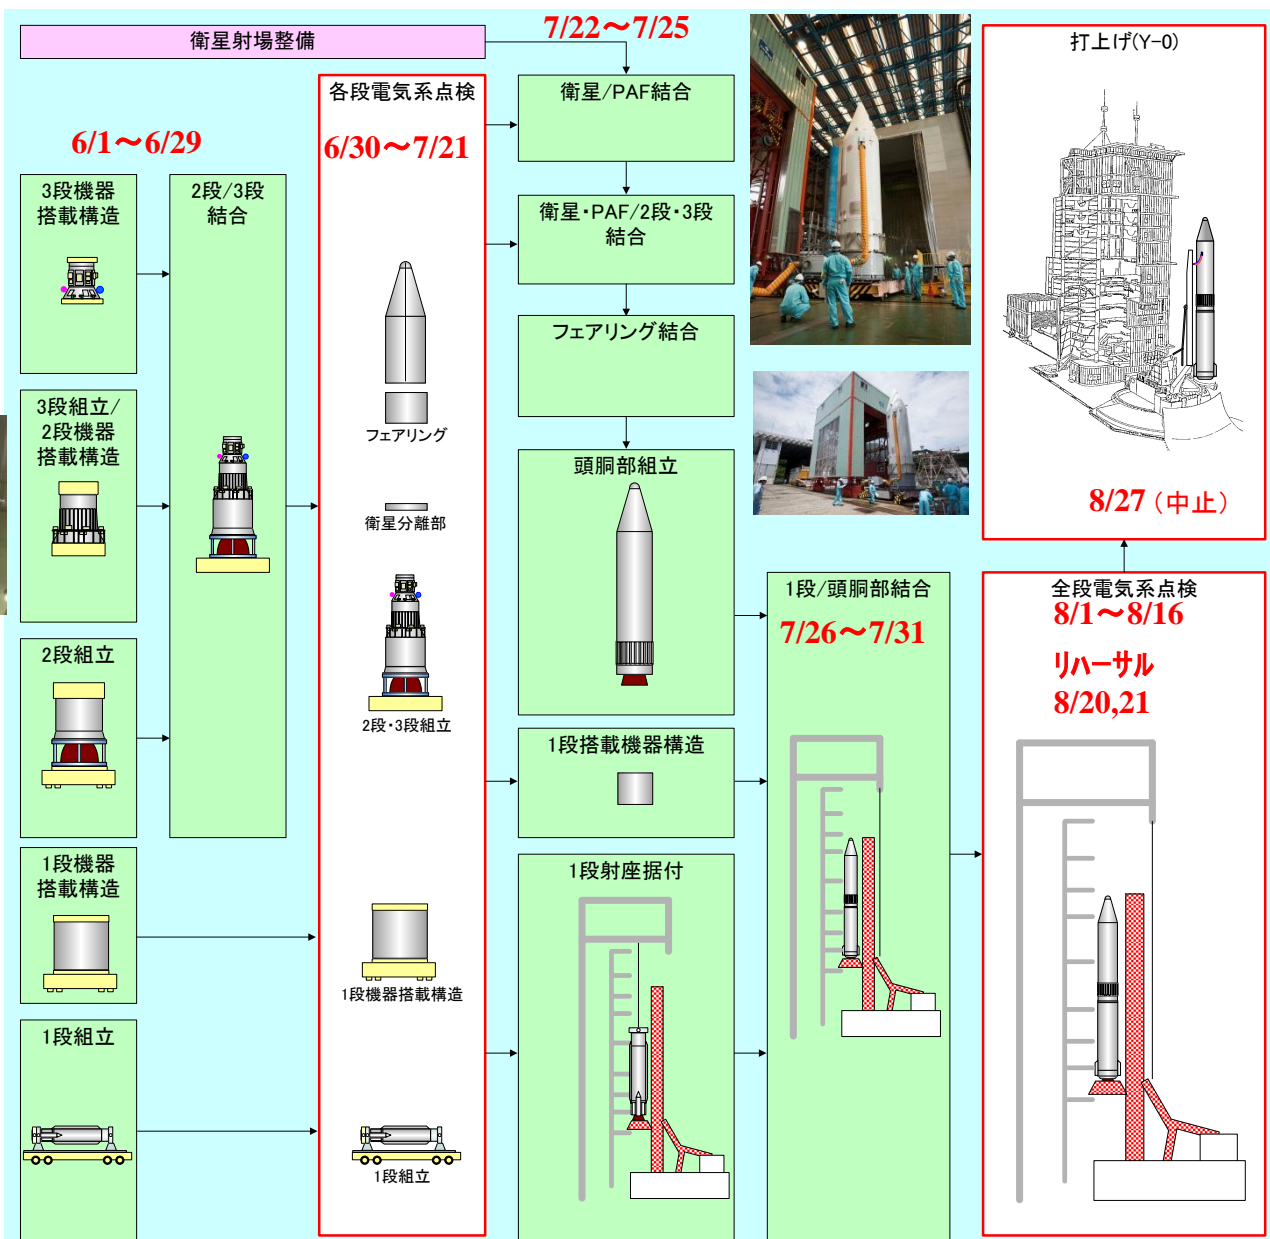 衛星射場整備
7/22～7/25
打上げ(Y-0)
各段電気系点検
6/30～7/21
衛星/PAF結合
6/1～6/29
3段機器
搭載構造
2段/3段
結合
衛星・PAF/2段・3段
結合
フェアリング結合
3段組立/
2段機器
搭載構造
フェアリング
頭胴部組立
衛星分離部
8/27（中止）
1段/頭胴部結合
7/26～7/31
全段電気系点検
8/1～8/16
リハーサル
8/20,21
2段組立
2段・3段組立
1段搭載機器構造
1段機器
搭載構造
1段射座据付
1段機器搭載構造
1段組立
1段組立